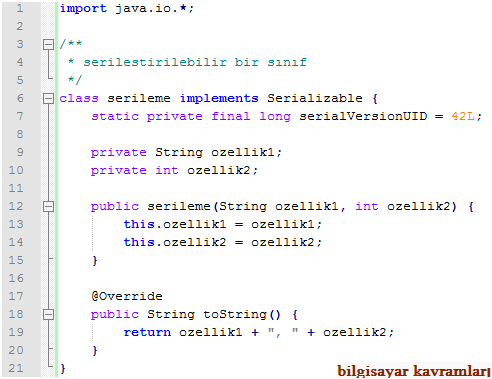 1 import java.io.*;
2
3 /**
4 * serilestirilebilir bir sınıf
5 */
6 class serileme implements Serializable {
7 static private final long serialVersionUID = 42L;
8
9 private String ozellik1;
10 private int ozellik2;
11
12 public serileme(String ozellik1, int ozellik2) {
13 this.ozellik1 = ozellik1;
14 this.ozellik2 = ozellik2;
15 }
16
17 @Override
18 public String toString() {
19 return ozellik1 + ", " + ozellik2;
20 }
21 }
bilgisayar kavramları